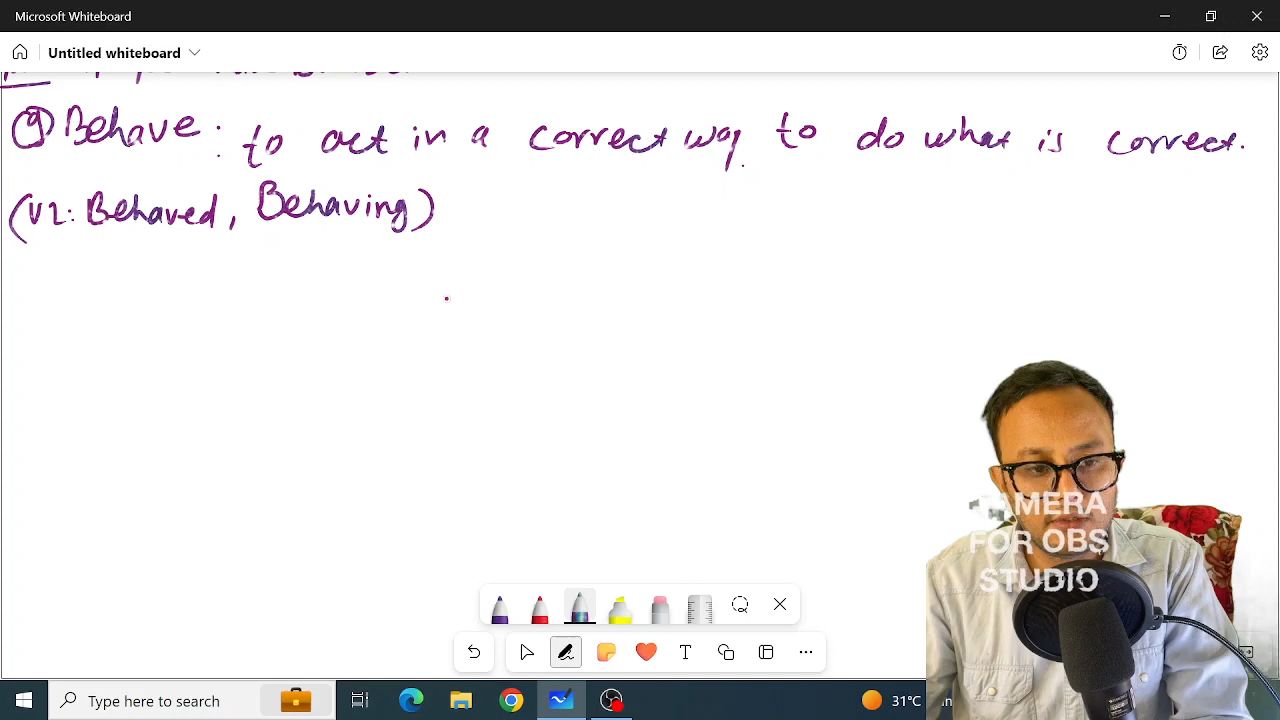 Microsoft Whiteboard
Untitled whiteboard
⑨ Behave: to act in a correct way to do what is correct.
(V2: Behaved, Behaving)
CAMERA
FOR OBS
STUDIO
Type here to search
31°C